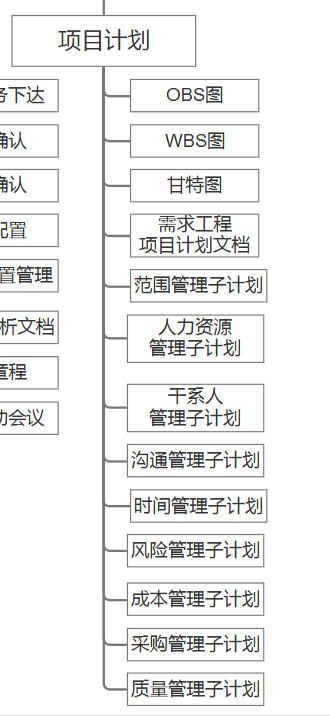 项目计划
OBS图
WBS图
甘特图
需求工程
项目计划文档
范围管理子计划
人力资源
管理子计划
干系人
管理子计划
沟通管理子计划
时间管理子计划
风险管理子计划
成本管理子计划
采购管理子计划
质量管理子计划
下达
确认
确认
配置
置管理
析文档
章程
会议